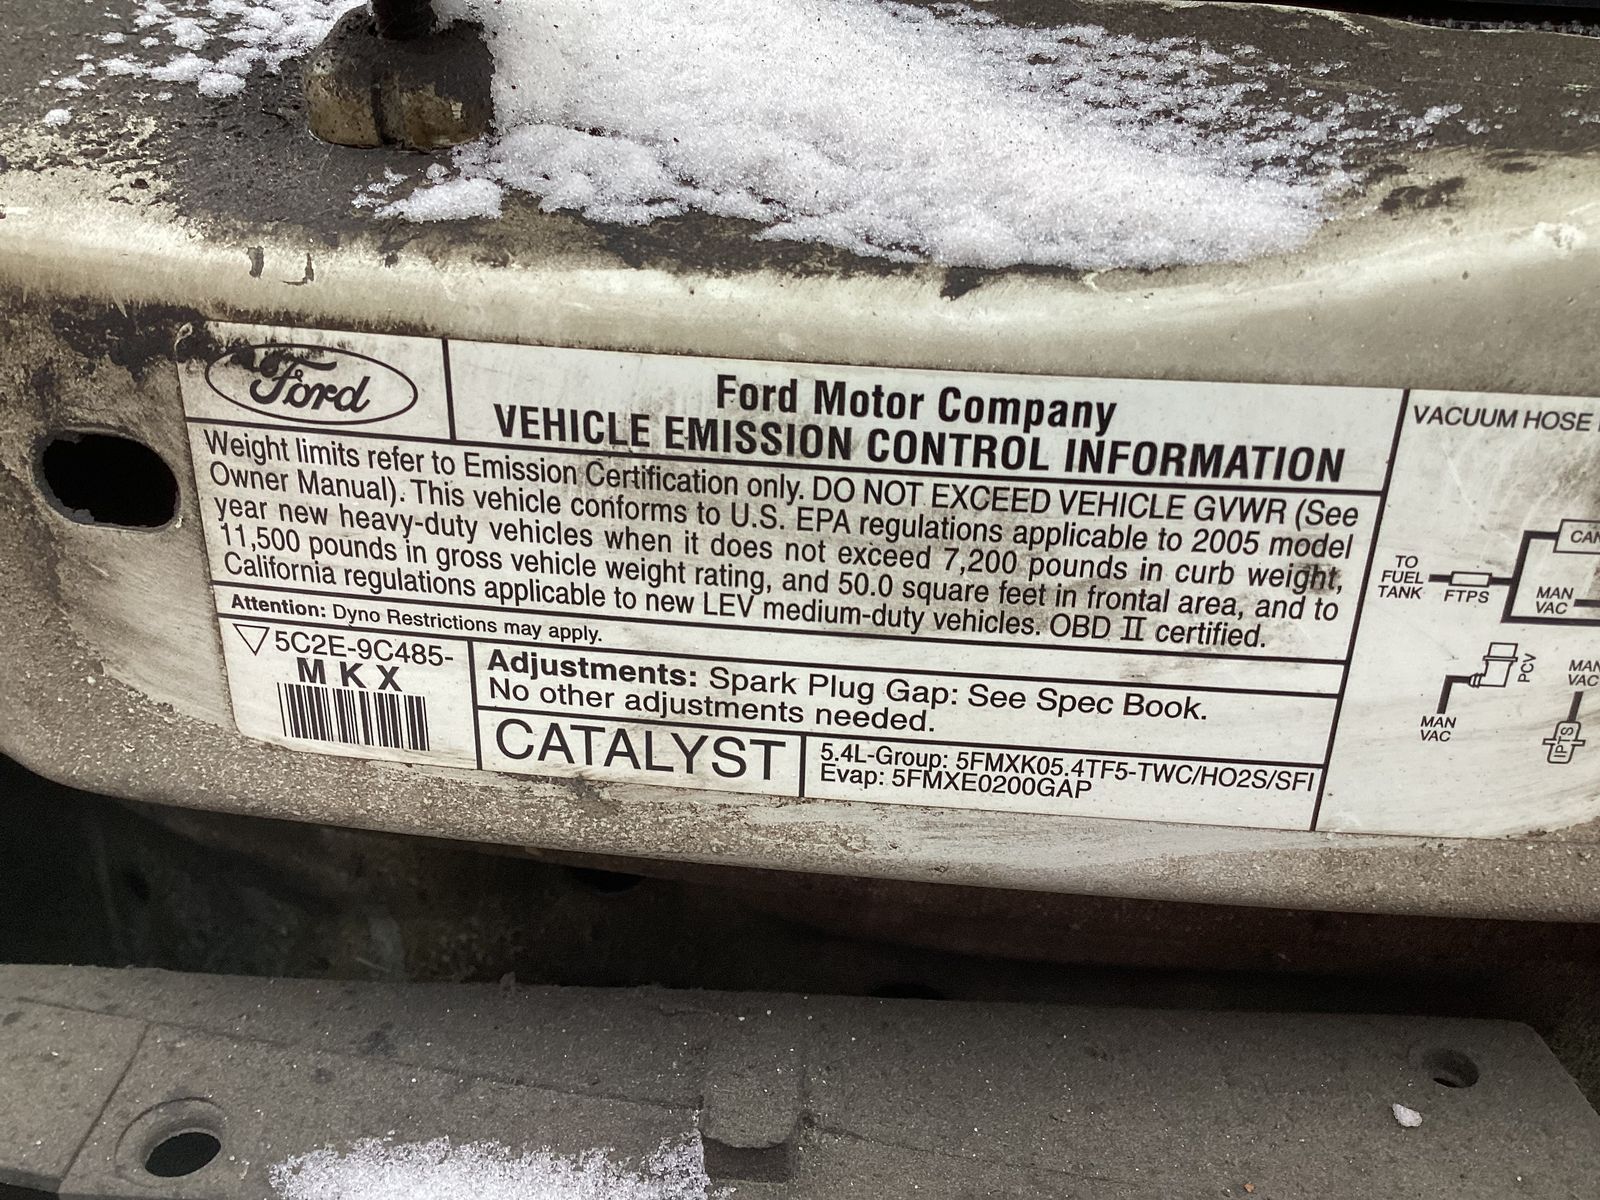 Ford
Ford Motor Company
VEHICLE EMISSION CONTROL INFORMATION
Weight limits refer to Emission Certification only. DO NOT EXCEED VEHICLE GVWR (See
Owner Manual). This vehicle conforms to U.S. EPA regulations applicable to 2005 model
year new heavy-duty vehicles when it does not exceed 7,200 pounds in curb weight,
11,500 pounds in gross vehicle weight rating, and 50.0 square feet in frontal area, and to
California regulations applicable to new LEV medium-duty vehicles. OBD II certified.
Attention: Dyno Restrictions may apply.
5C2E-9C485-
MKX
Adjustments: Spark Plug Gap: See Spec Book.
No other adjustments needed.
CATALYST
5.4L-Group: 5FMXK05.4TF5-TWC/HO2S/SFI
Evap: 5FMXE0200GAP
VACUUM HOSE
CAN
TO
FUEL
TANK
FTPS
MAN
VAC
PCV
MAN
VAC
MAN
VAC
IPTS